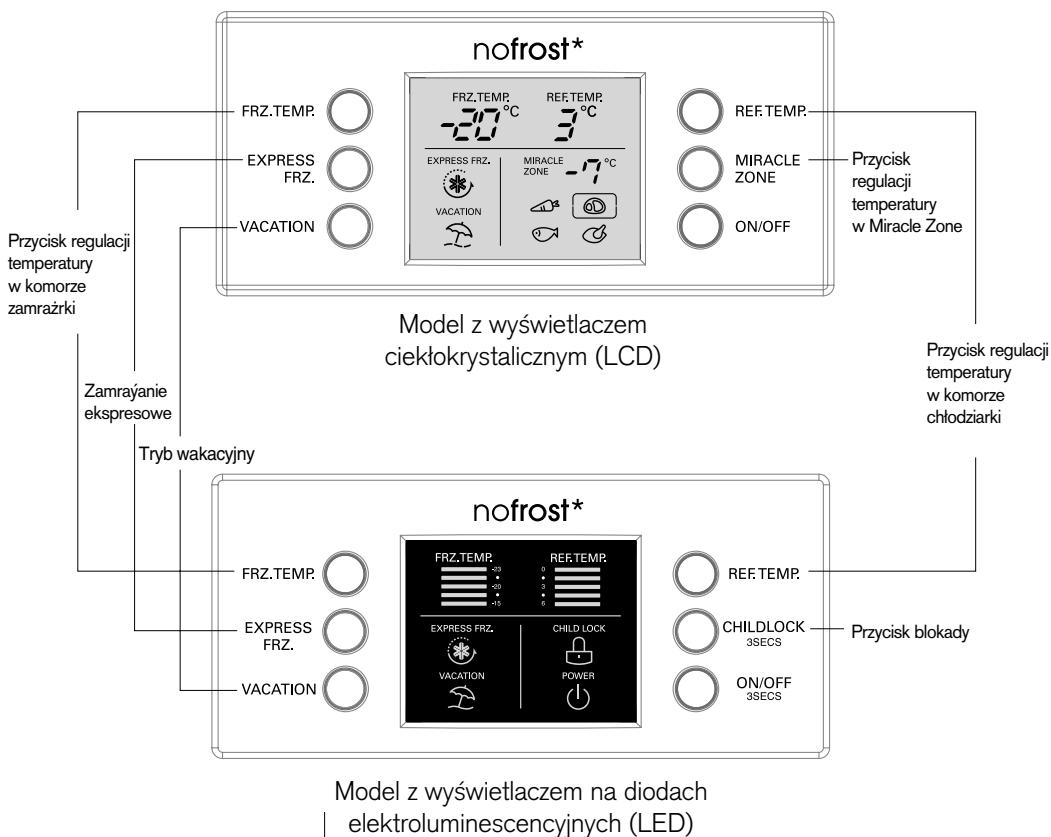 nofrost*
FRZ.TEMP.
EXPRESS
FRZ.
VACATION
FRZ.TEMP.
-20 °C
REF.TEMP.
3 °C
EXPRESS FRZ.
VACATION
MIRACLE
ZONE
-7 °C
REF.TEMP.
MIRACLE
ZONE
ON/OFF
Przycisk
regulacji
temperatury
w Miracle Zone
Przycisk regulacji
temperatury
w komorze
zamrażrki
Model z wyświetlaczem
ciekłokrystalicznym (LCD)
Przycisk regulacji
temperatury
w komorze
chłodziarki
Zamraýanie
ekspresowe
Tryb wakacyjny
nofrost*
FRZ.TEMP.
EXPRESS
FRZ.
VACATION
FRZ.TEMP.
-23
-20
-15
REF.TEMP.
0
3
6
EXPRESS FRZ.
VACATION
CHILD LOCK
POWER
REF.TEMP.
CHILDLOCK
3SECS
ON/OFF
3SECS
Przycisk blokady
Model z wyświetlaczem na diodach
elektroluminescencyjnych (LED)